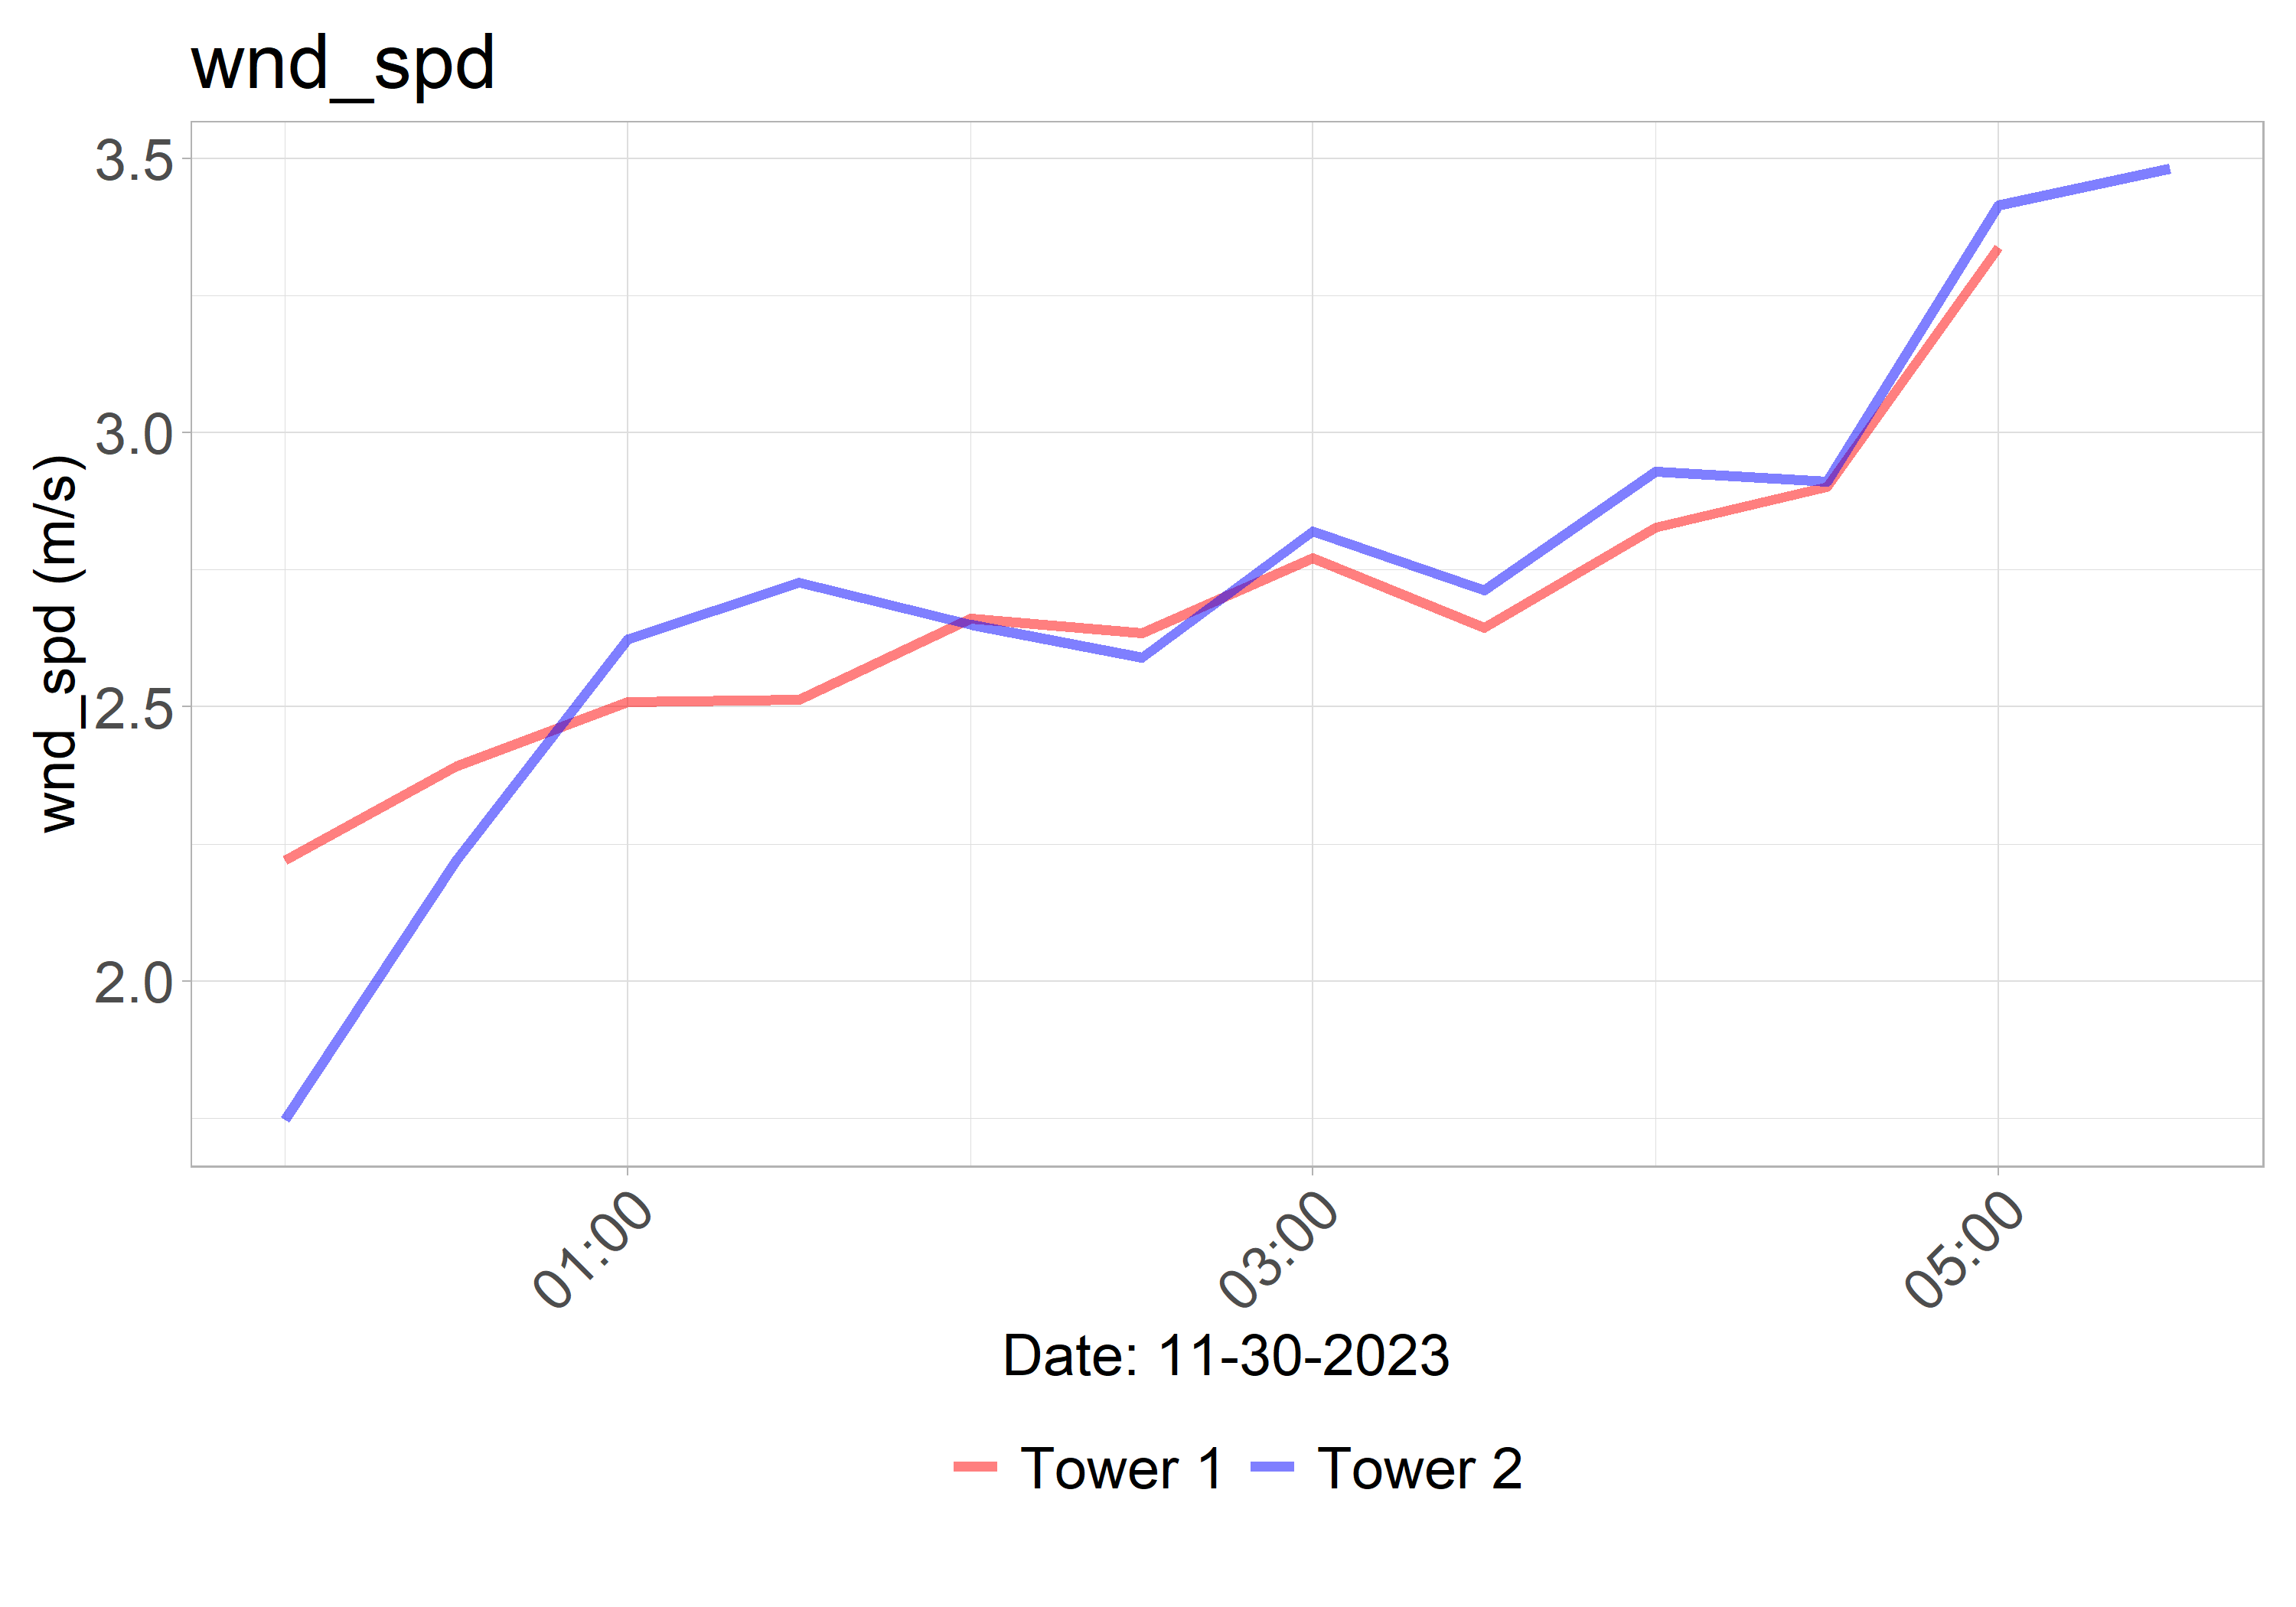 wnd_spd
3.5
3.0
2.5
2.0
wnd_spd (m/s)
01:00
03:00
05:00
Date: 11-30-2023
Tower 1
Tower 2